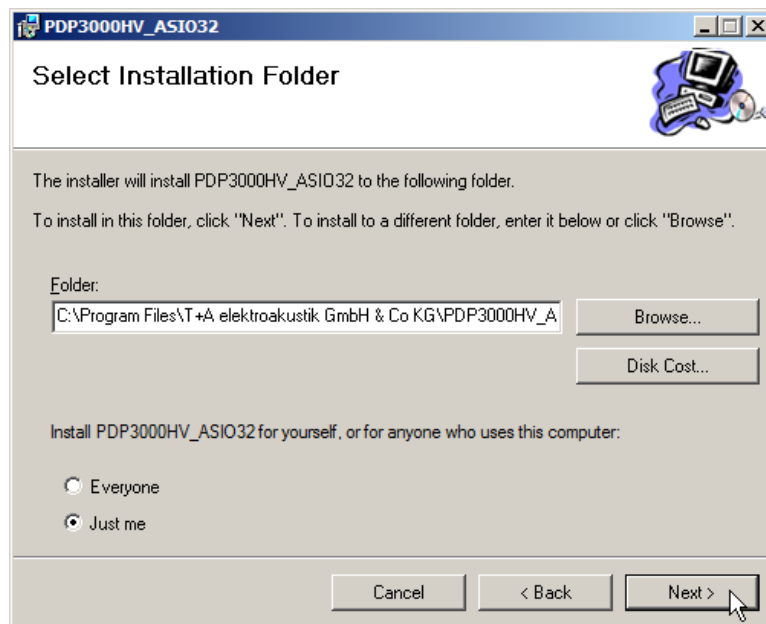 PDP3000HV_ASIO32
Select Installation Folder
The installer will install PDP3000HV_ASIO32 to the following folder.
To install in this folder, click "Next". To install to a different folder, enter it below or click "Browse".
Folder:
C:\Program Files\T+A elektroakustik GmbH & Co KG\PDP3000HV_A
Browse...
Disk Cost...
Install PDP3000HV_ASIO32 for yourself, or for anyone who uses this computer:
Everyone
Just me
Cancel
< Back
Next >